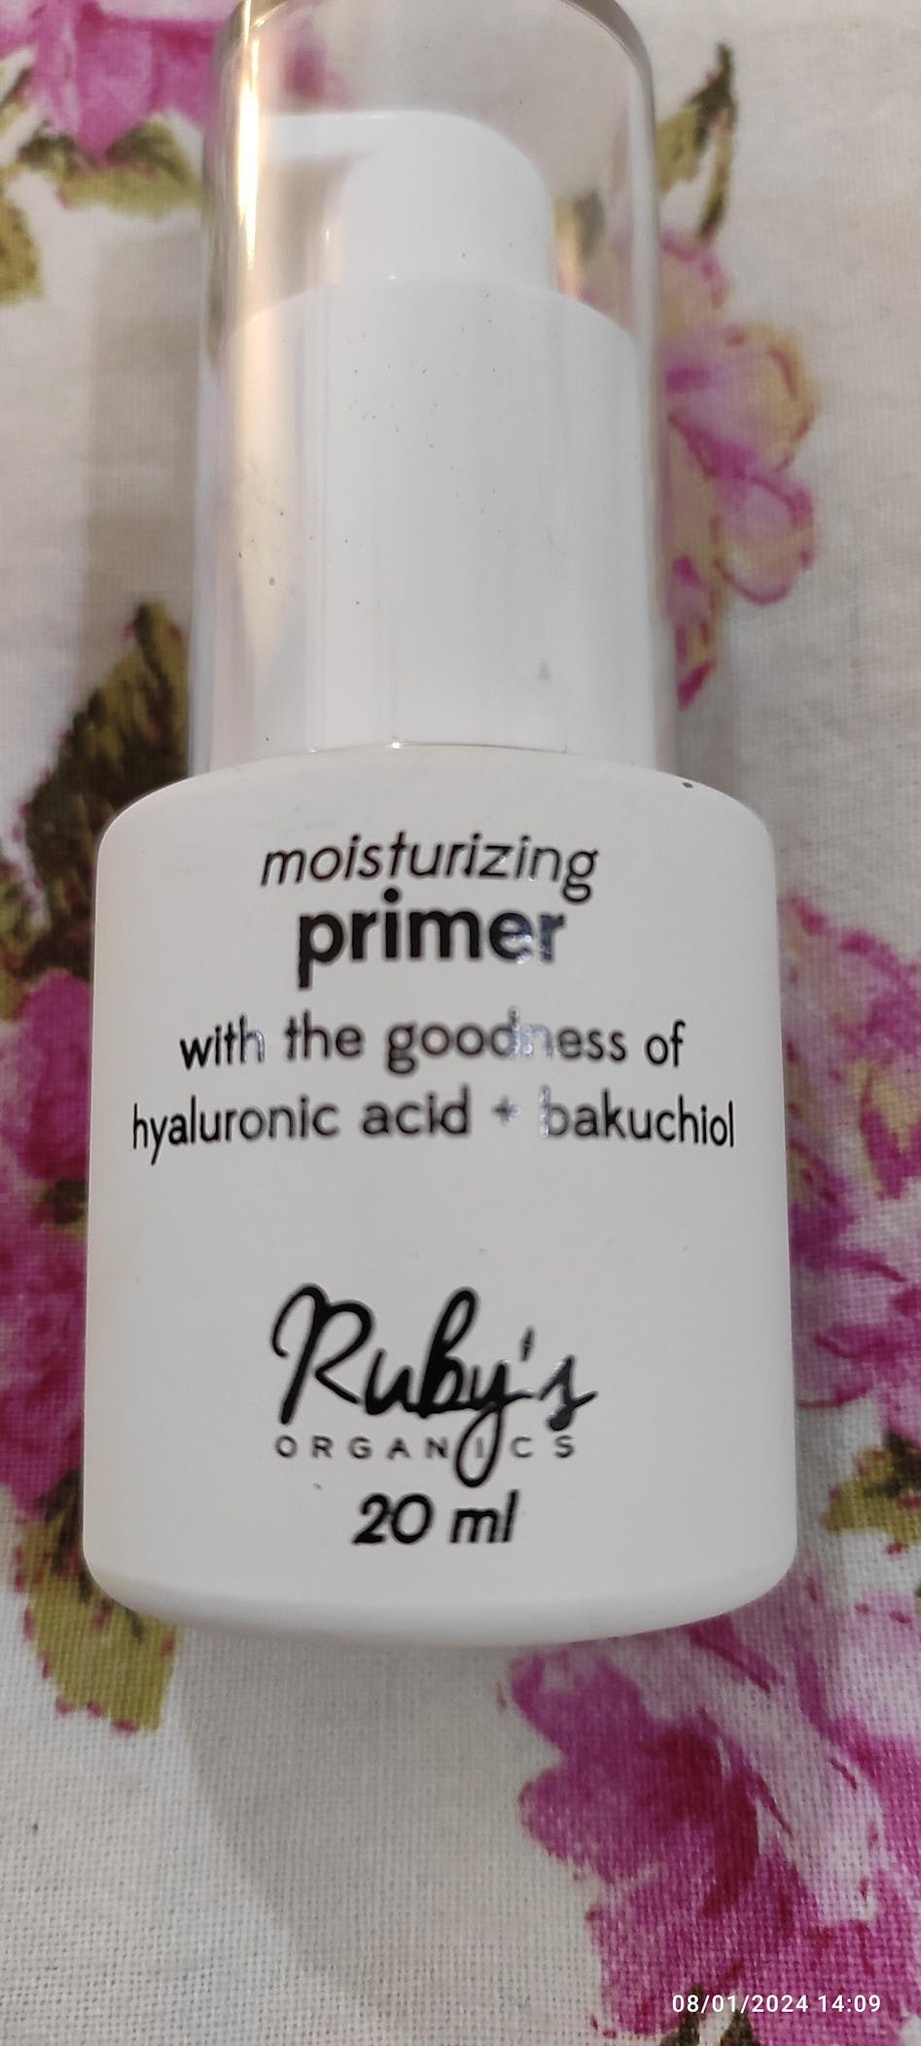 moisturizing
primer
with the goodness of
hyaluronic acid + bakuchiol
Ruby's
ORGANICS
20 ml
08/01/2024 14:09